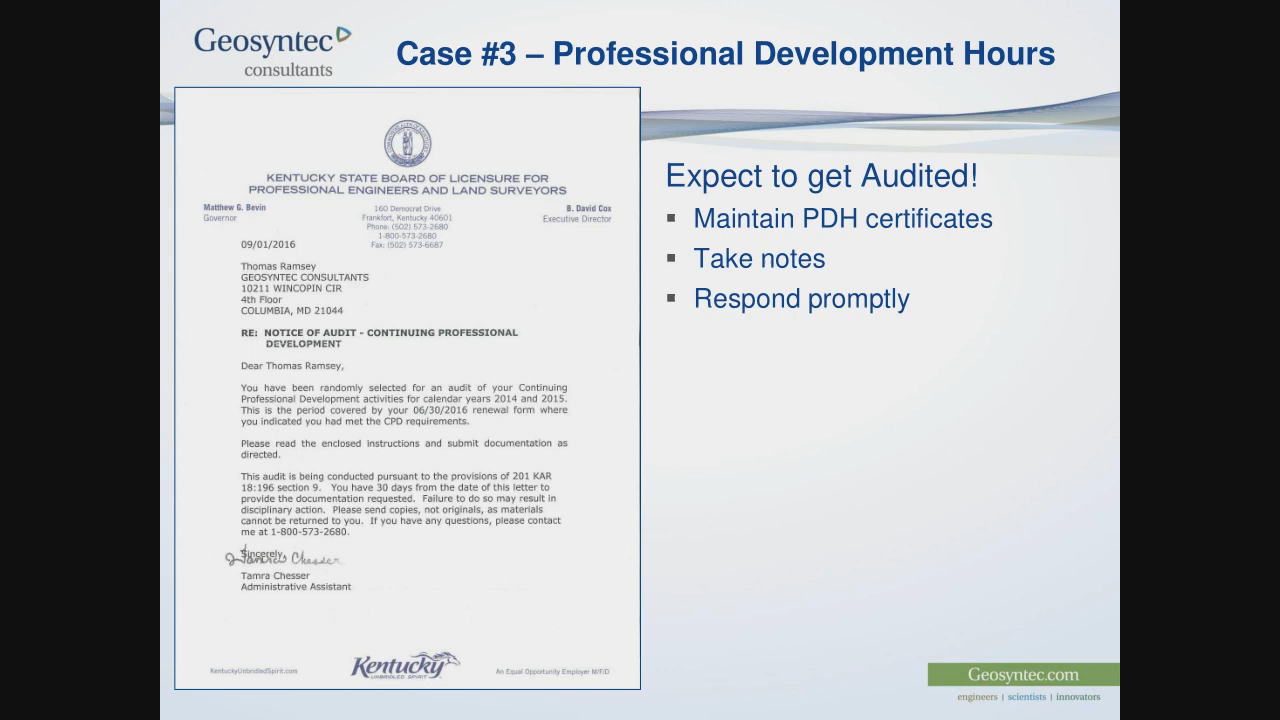 Geosyntec
consultants
Case #3 – Professional Development Hours
KENTUCKY STATE BOARD OF LICENSURE FOR
PROFESSIONAL ENGINEERS AND LAND SURVEYORS
Matthew G. Bevin
Governor
160 Democrat Drive
Frankfort, Kentucky 40601
Phone: (502) 573-2680
1-800-573-2680
Fax: (502) 573-6687
B. David Cox
Executive Director
09/01/2016
Thomas Ramsey
GEOSYNTEC CONSULTANTS
10211 WINCOPIN CIR
4th Floor
COLUMBIA, MD 21044
RE: NOTICE OF AUDIT - CONTINUING PROFESSIONAL
DEVELOPMENT
Dear Thomas Ramsey,
You have been randomly selected for an audit of your Continuing
Professional Development activities for calendar years 2014 and 2015.
This is the period covered by your 06/30/2016 renewal form where
you indicated you had met the CPD requirements.
Please read the enclosed instructions and submit documentation as
directed.
This audit is being conducted pursuant to the provisions of 201 KAR
18:196 section 9. You have 30 days from the date of this letter to
provide the documentation requested. Failure to do so may result in
disciplinary action. Please send copies, not originals, as materials
cannot be returned to you. If you have any questions, please contact
me at 1-800-573-2680.
Sincerely,
Tamra Chesser
Tamra Chesser
Administrative Assistant
KentuckyUnbridledSpirit.com
Kentucky
UNBRIDLED SPIRIT
An Equal Opportunity Employer M/F/D
Expect to get Audited!
▪ Maintain PDH certificates
▪ Take notes
▪ Respond promptly
Geosyntec.com
engineers | scientists | innovators